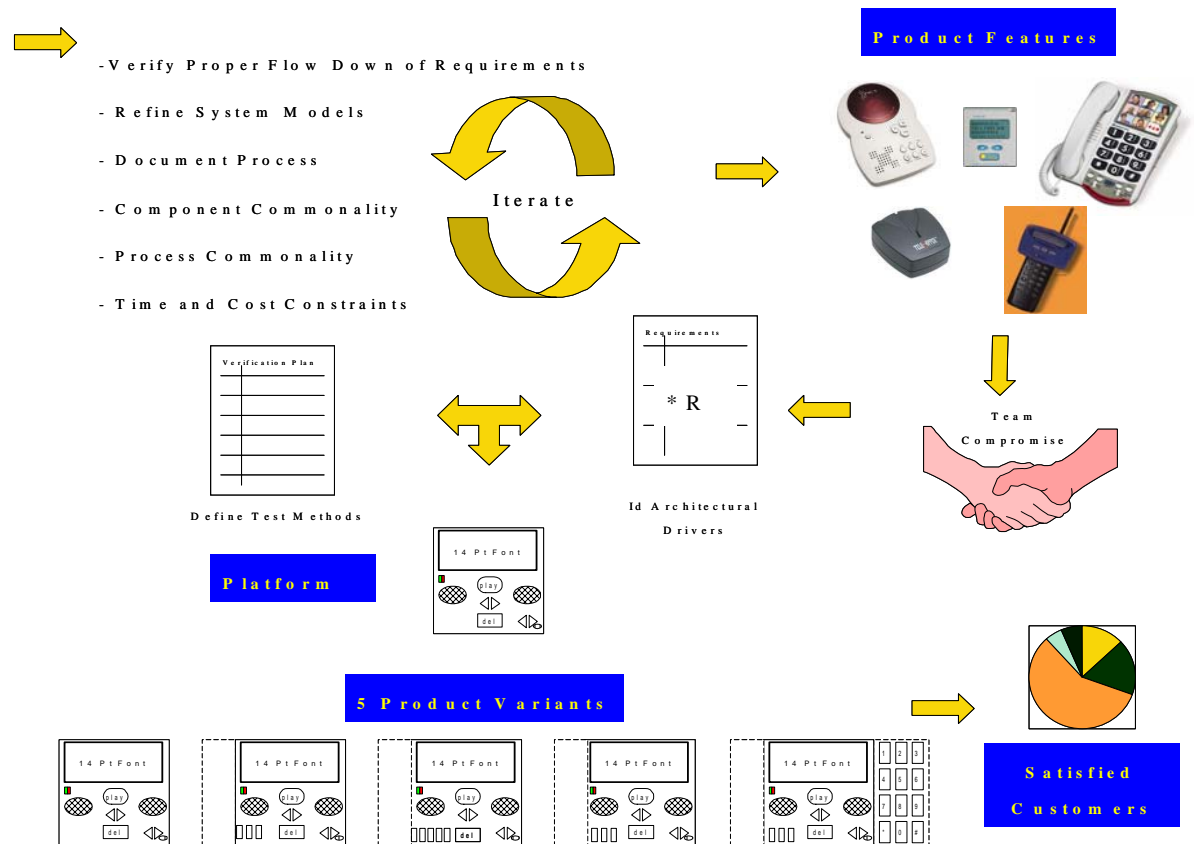 Product Features
-Verify Proper Flow Down of Requirements
- Refine System Models
- Document Process
- Component Commonality
- Process Commonality
- Time and Cost Constraints
Iterate
Requirements
* R
Id Architectural
Drivers
Team
Compromise
Verification Plan
Define Test Methods
Platform
14 Pt Font
play
del
5 Product Variants
Satisfied
Customers
14 Pt Font
play
del
14 Pt Font
play
del
14 Pt Font
play
del
14 Pt Font
play
del
14 Pt Font
play
del
1 2 3
4 5 6
7 8 9
* 0 #